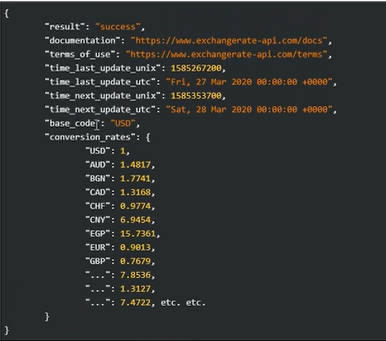 {
"result": "success",
"documentation": "https://www.exchangerate-api.com/docs",
"terms_of_use": "https://www.exchangerate-api.com/terms",
"time_last_update_unix": 1585267200,
"time_last_update_utc": "Fri, 27 Mar 2020 00:00:00 +0000",
"time_next_update_unix": 1585353700,
"time_next_update_utc": "Sat, 28 Mar 2020 00:00:00 +0000",
"base_code": "USD",
"conversion_rates": {
"USD": 1,
"AUD": 1.4817,
"BGN": 1.7741,
"CAD": 1.3168,
"CHF": 0.9774,
"CNY": 6.9454,
"EGP": 15.7361,
"EUR": 0.9013,
"GBP": 0.7679,
"...": 7.8536,
"...": 1.3127,
"...": 7.4722, etc. etc.
}
}